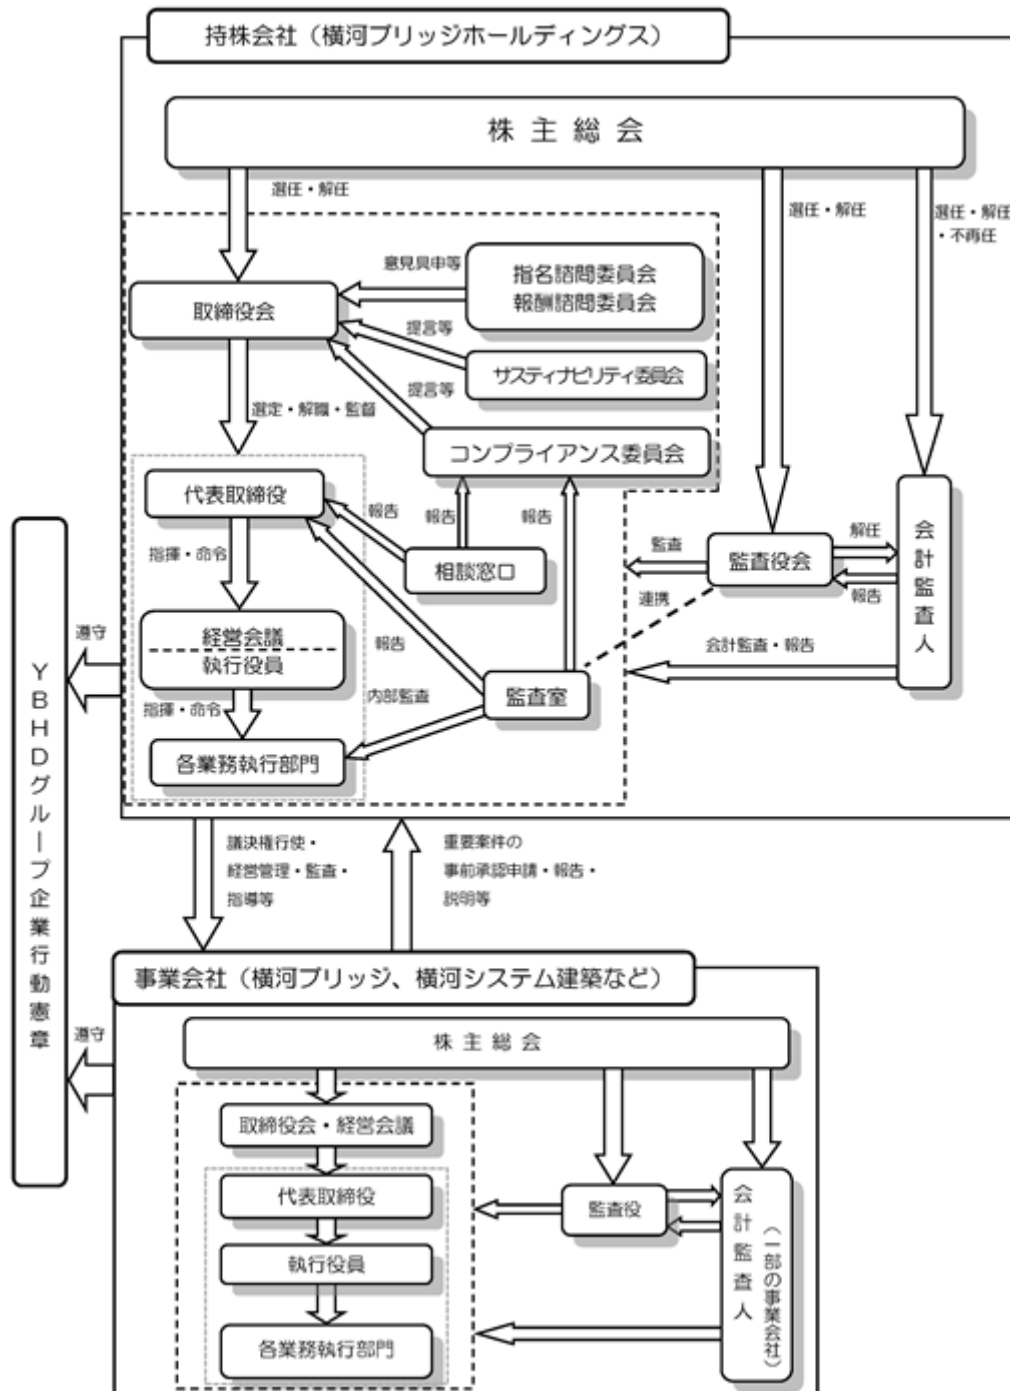 持株会社（横河ブリッジホールディングス）
株主総会
選任・解任
選任・解任
選任・解任
・不再任
意見具申等
指名諮問委員会
報酬諮問委員会
取締役会
提言等
サスティナビリティ委員会
提言等
選定・解職・監督
コンプライアンス委員会
代表取締役
報告
報告
報告
会計監査人
解任
監査
監査役会
指揮・命令
相談窓口
報告
連携
経営会議
執行役員
報告
会計監査・報告
遵守
内部監査
監査室
指揮・命令
各業務執行部門
YBHDグループ企業行動憲章
議決権行使・
経営管理・監査・
指導等
重要案件の
事前承認申請・報告・
説明等
事業会社（横河ブリッジ、横河システム建築など）
遵守
株主総会
取締役会・経営会議
代表取締役
監査役
会計監査人
（一部の事業会社）
執行役員
各業務執行部門